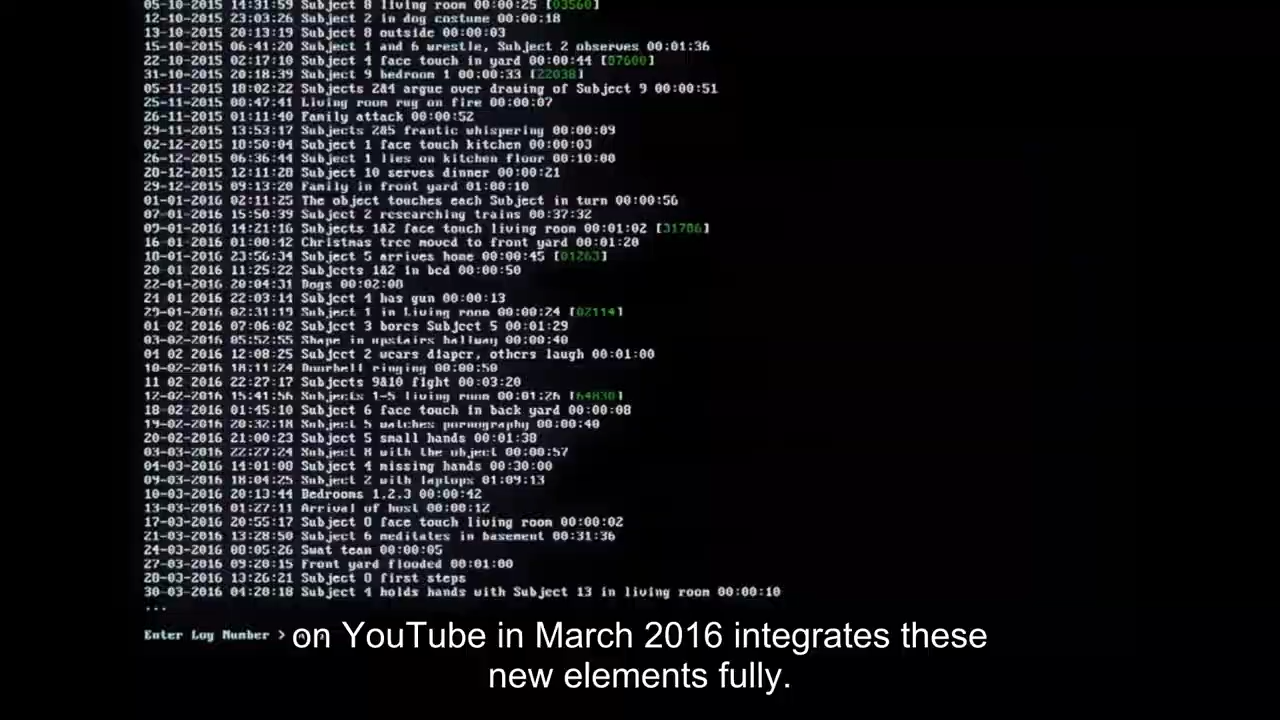 05-10-2015 14:31:59 Subject 8 living room 00:00:25 [03560]
12-10-2015 23:03:26 Subject 2 in dog costume 00:00:18
13-10-2015 20:13:19 Subject 8 outside 00:00:03
15-10-2015 06:41:20 Subject 1 and 6 wrestle, Subject 2 observes 00:01:36
22-10-2015 02:17:10 Subject 4 face touch in yard 00:00:44 [87600]
31-10-2015 20:18:39 Subject 9 bedroom 1 00:00:33 [22038]
05-11-2015 18:02:22 Subjects 2&4 argue over drawing of Subject 9 00:00:51
25-11-2015 00:47:41 Living room rug on fire 00:00:07
26-11-2015 01:11:40 Family attack 00:00:52
29-11-2015 13:53:17 Subjects 2&5 frantic whispering 00:00:09
02-12-2015 18:50:04 Subject 1 face touch kitchen 00:00:03
26-12-2015 06:36:44 Subject 1 lies on kitchen floor 00:10:00
28-12-2015 12:11:28 Subject 10 serves dinner 00:00:21
29-12-2015 09:13:20 Family in front yard 01:00:10
01-01-2016 02:11:25 The object touches each Subject in turn 00:00:56
07-01-2016 15:50:39 Subject 2 researching trains 00:37:32
09-01-2016 14:21:16 Subjects 1&2 face touch living room 00:01:02 [31786]
16-01-2016 01:00:42 Christmas tree moved to front yard 00:01:20
18-01-2016 23:56:34 Subject 5 arrives home 00:00:45 [01263]
20 01 2016 11:25:22 Subjects 1&2 in bed 00:00:50
22-01-2016 20:04:31 Dogs 00:02:00
24 01 2016 22:03:14 Subject 4 has gun 00:00:13
29-01-2016 02:31:19 Subject 1 in Living room 00:00:24 [02114]
01 02 2016 07:06:02 Subject 3 bores Subject 5 00:01:29
03-02-2016 05:52:55 Shape in upstairs hallway 00:00:40
04 02 2016 12:08:25 Subject 2 wears diaper, others laugh 00:01:00
10-02-2016 18:11:24 Doorbell ringing 00:00:50
11 02 2016 22:27:17 Subjects 9&10 fight 00:03:20
12-02-2016 15:41:56 Subjects 1-5 living room 00:01:26 [64830]
18-02-2016 01:45:10 Subject 6 face touch in back yard 00:00:08
19-02-2016 20:32:18 Subject 5 watches pornography 00:00:40
20-02-2016 21:00:23 Subject 5 small hands 00:01:30
03-03-2016 22:27:24 Subject 8 with the object 00:00:57
04-03-2016 14:01:00 Subject 4 missing hands 00:30:00
09-03-2016 18:04:25 Subject 2 with laptops 01:09:13
10-03-2016 20:13:44 Bedrooms 1,2,3 00:00:42
13-03-2016 01:27:11 Arrival of host 00:00:12
17-03-2016 20:55:17 Subject 0 face touch living room 00:00:02
21-03-2016 13:28:50 Subject 6 meditates in basement 00:31:36
24-03-2016 00:05:26 Swat team 00:00:05
27-03-2016 09:20:15 Front yard flooded 00:01:00
28-03-2016 13:26:21 Subject 0 first steps
30-03-2016 04:20:18 Subject 4 holds hands with Subject 13 in living room 00:00:10
...
Enter Log Number >
on YouTube in March 2016 integrates these
new elements fully.